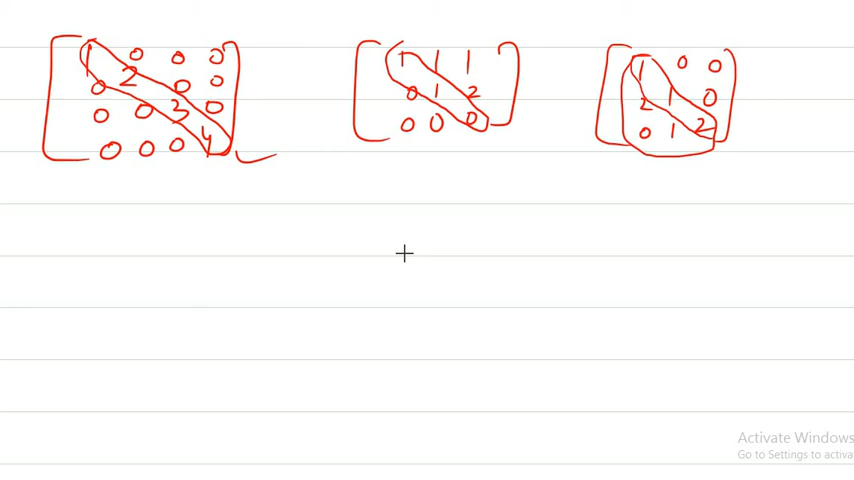 1 0 0 0
0 2 0 0
0 0 3 0
0 0 0 4
1 1 1
0 1 2
0 0 0
1 0 0
2 1 0
0 1 2
Activate Windows
Go to Settings to activa